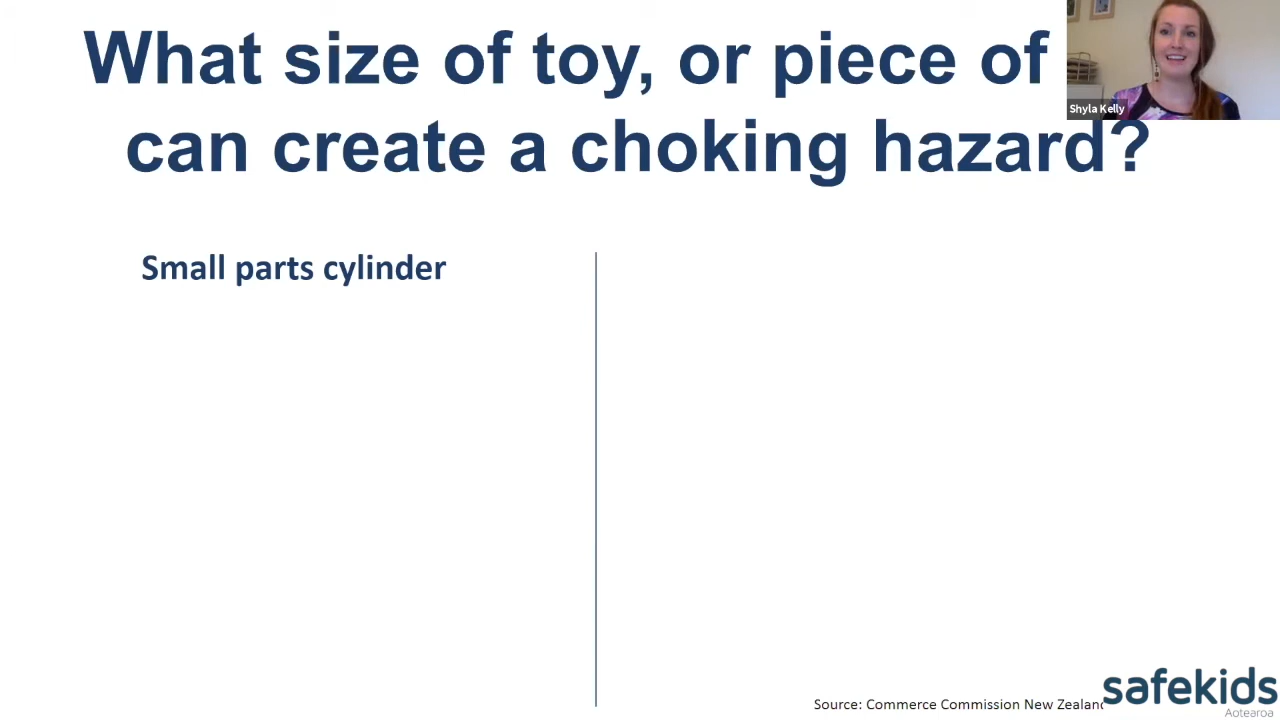 What size of toy, or piece of
can create a choking hazard?
Shyla Kelly
Small parts cylinder
Source: Commerce Commission New Zealand
safekids
Aotearoa